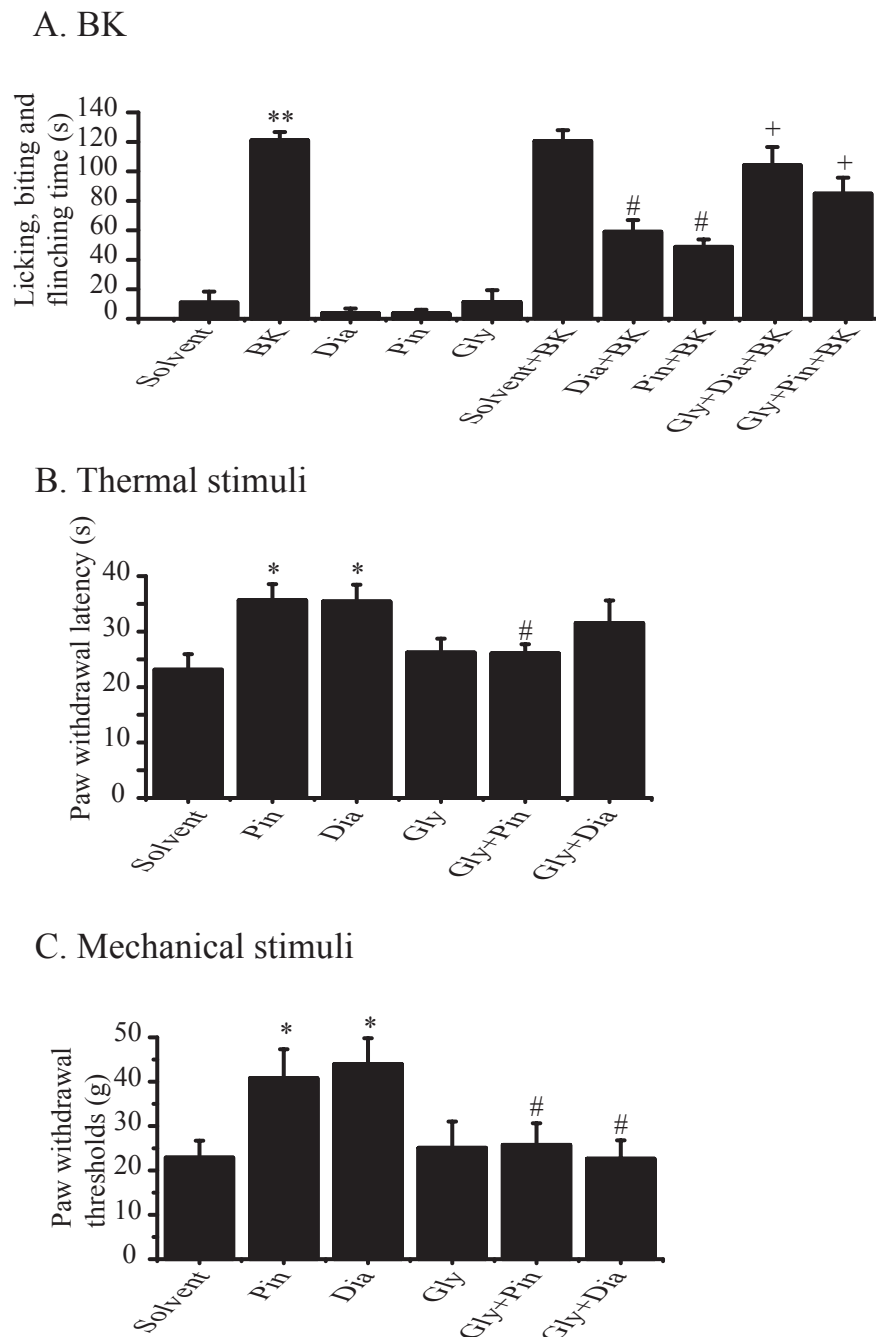 A. BK
Licking, biting and
flinching time (s)
140
120
100
80
60
40
20
0
**
#
#
+
+
Solvent
BK
Dia
Pin
Gly
Solvent+BK
Dia+BK
Pin+BK
Gly+Dia+BK
Gly+Pin+BK
B. Thermal stimuli
Paw withdrawal latency (s)
40
30
20
10
0
*
*
#
Solvent
Pin
Dia
Gly
Gly+Pin
Gly+Dia
C. Mechanical stimuli
Paw withdrawal
thresholds (g)
50
40
30
20
10
0
*
*
#
#
Solvent
Pin
Dia
Gly
Gly+Pin
Gly+Dia